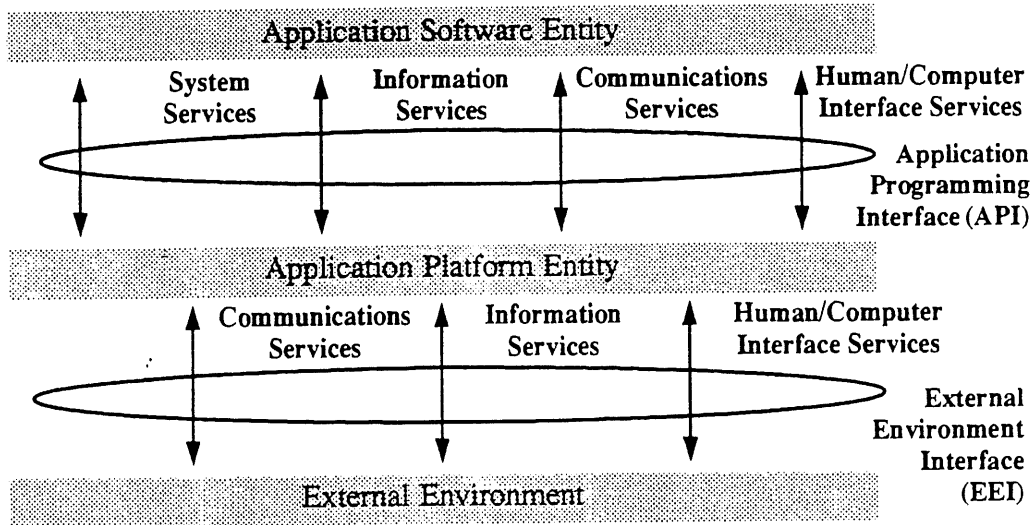 Application Software Entity
System
Services
Information
Services
Communications
Services
Human/Computer
Interface Services
Application
Programming
Interface (API)
Application Platform Entity
Communications
Services
Information
Services
Human/Computer
Interface Services
External
Environment
Interface
(EEI)
External Environment